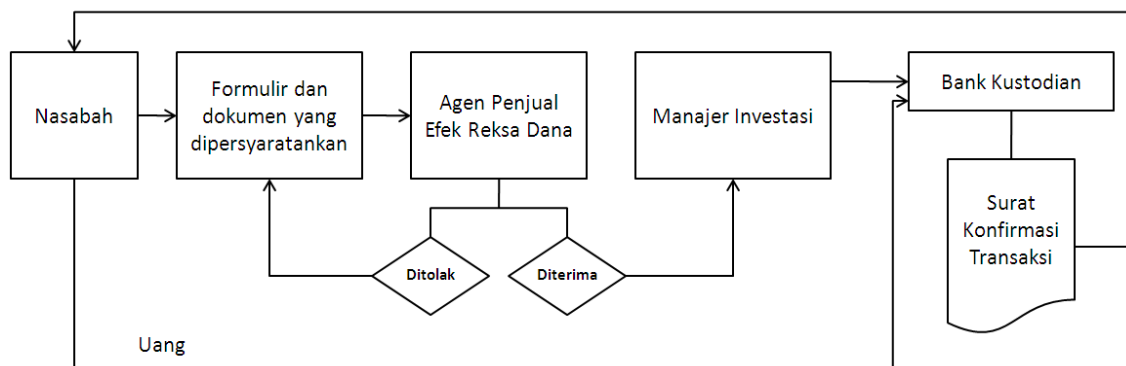 Nasabah
Formulir dan
dokumen yang
dipersyaratankan
Agen Penjual
Efek Reksa Dana
Manajer Investasi
Bank Kustodian
Surat
Konfirmasi
Transaksi
Ditolak
Diterima
Uang